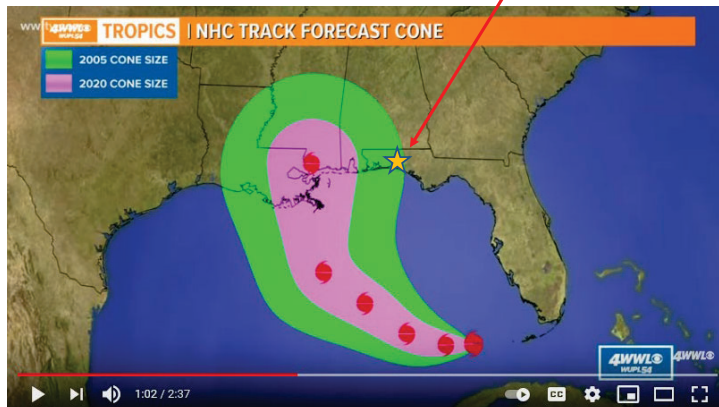 4WWL TROPICS | NHC TRACK FORECAST CONE
2005 CONE SIZE
2020 CONE SIZE
4WWL
WUPL54
4WWL
1:02 / 2:37
CC